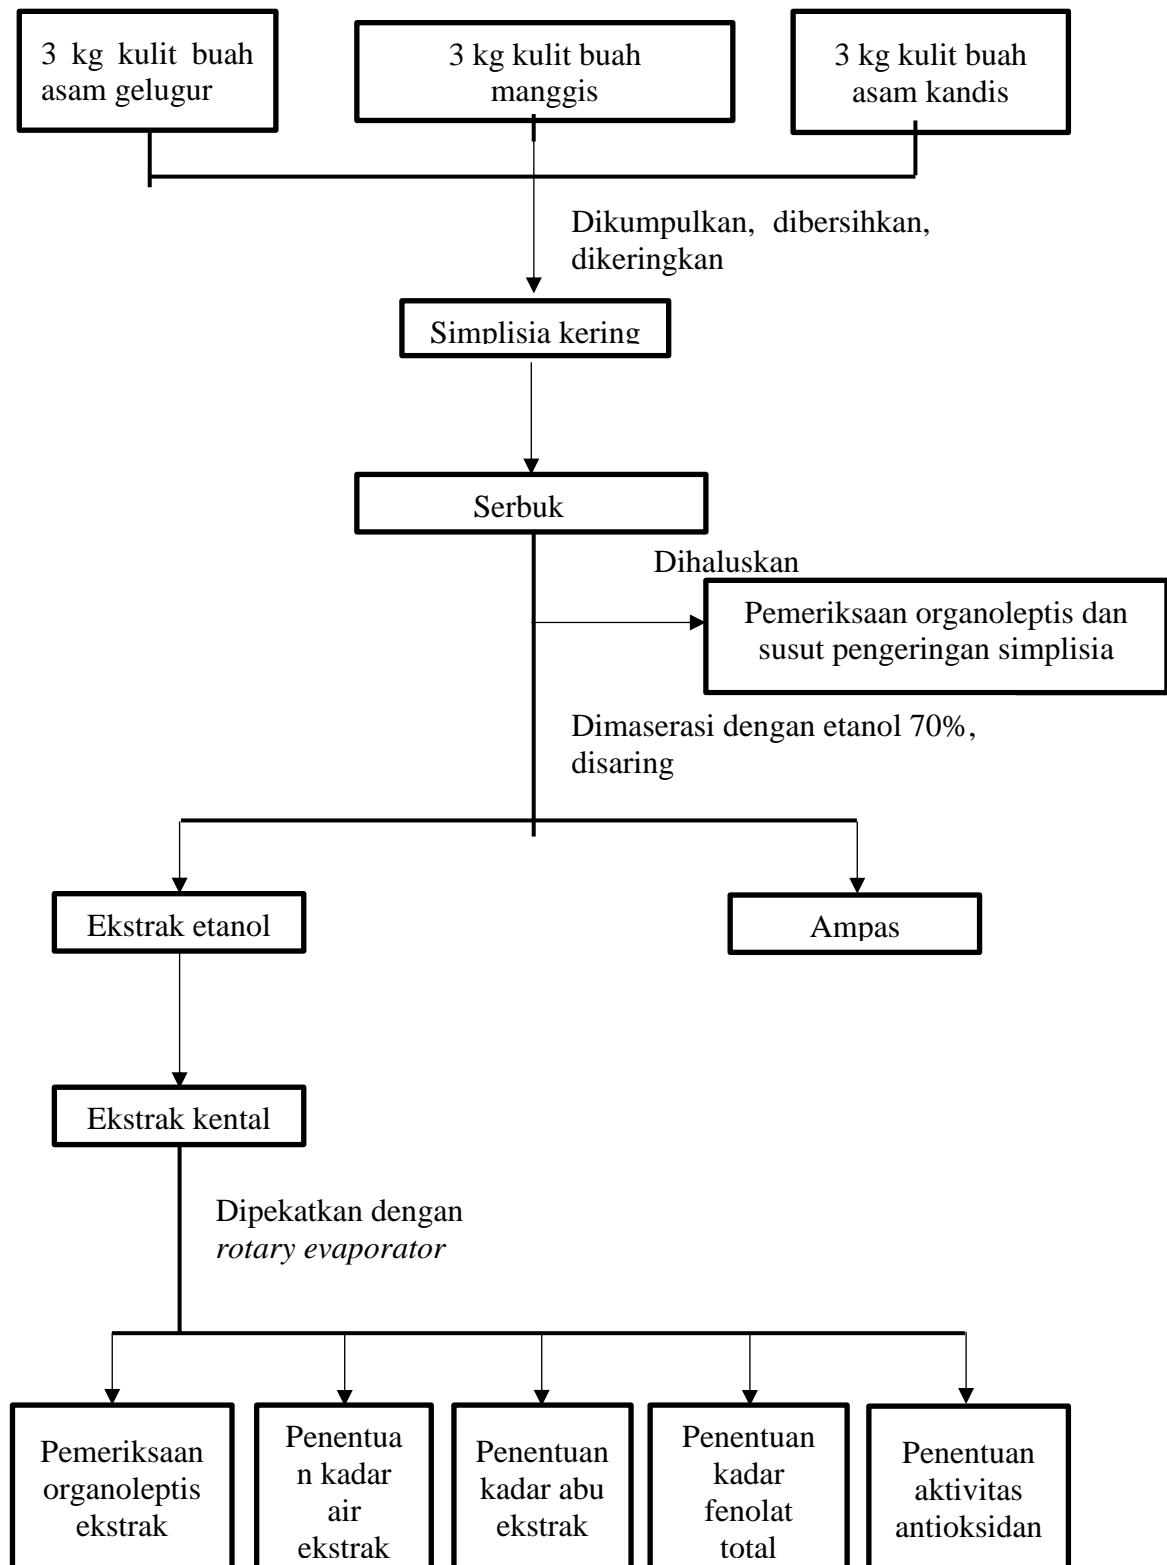 3 kg kulit buah
asam gelugur
3 kg kulit buah
manggis
3 kg kulit buah
asam kandis
Dikumpulkan, dibersihkan,
dikeringkan
Simplisia kering
Serbuk
Dihaluskan
Pemeriksaan organoleptis dan
susut pengeringan simplisia
Dimaserasi dengan etanol 70%,
disaring
Ekstrak etanol
Ampas
Ekstrak kental
Dipekatkan dengan
rotary evaporator
Pemeriksaan
organoleptis
ekstrak
Penentua
n kadar
air
ekstrak
Penentuan
kadar abu
ekstrak
Penentuan
kadar
fenolat
total
Penentuan
aktivitas
antioksidan